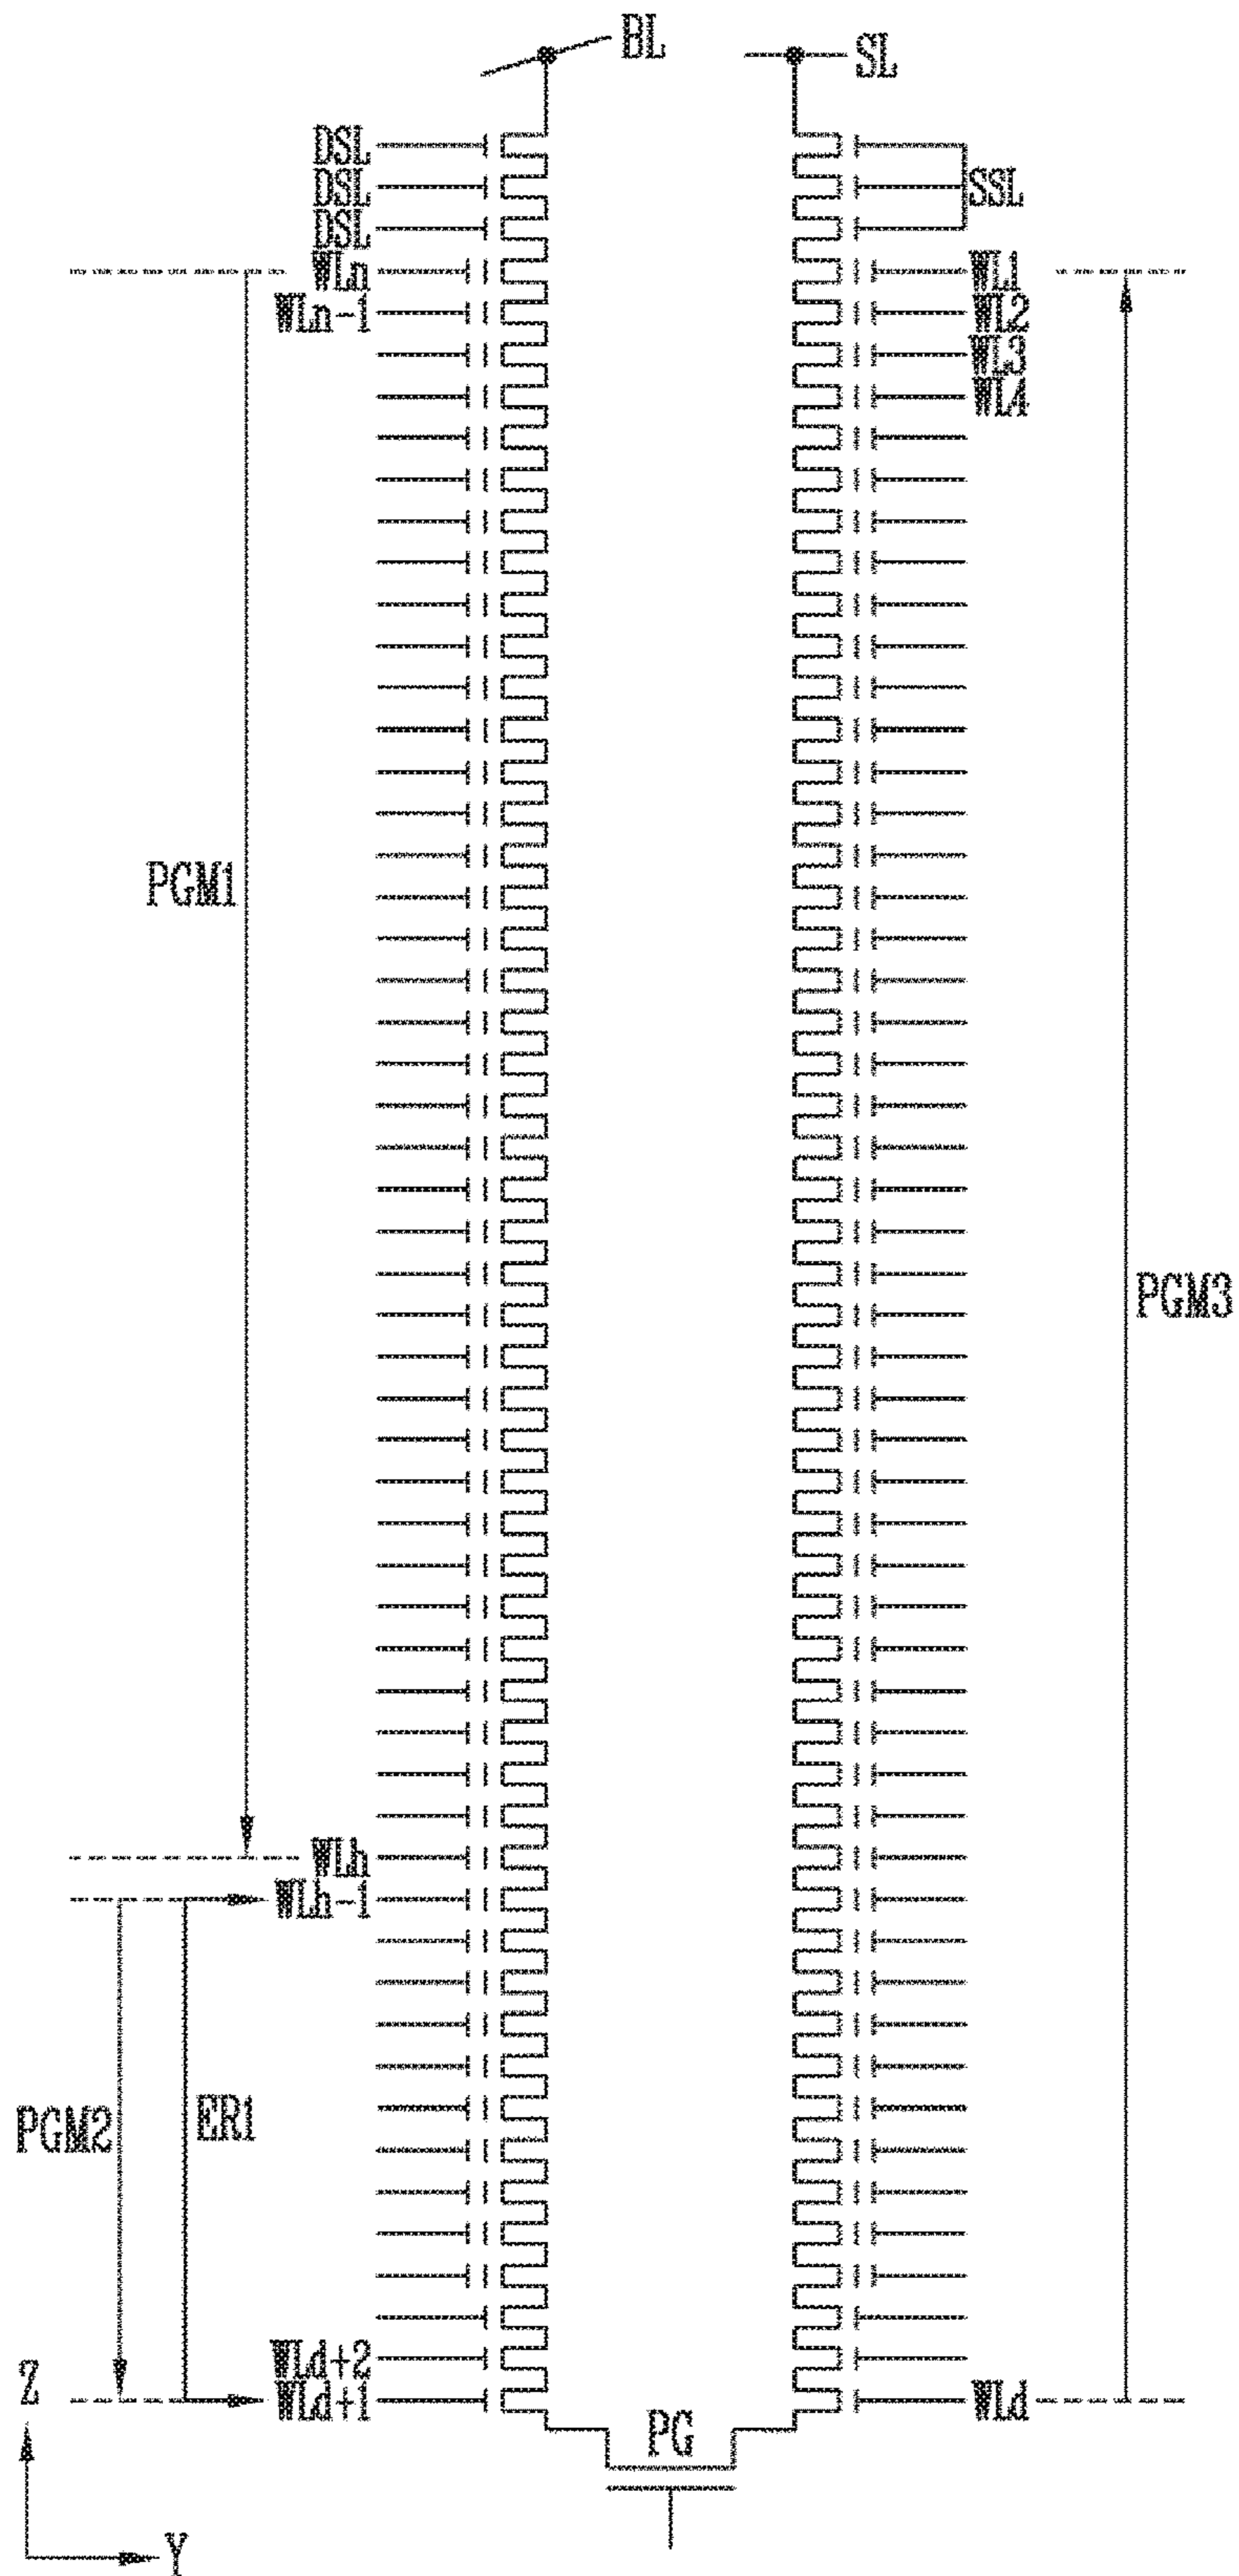 BL
SL
DSL
DSL
SSL
DSL
WLn
WL1
WLn-1
WL2
WL3
WL4
PGM1
PGM3
WLh
WLh-1
PGM2
ER1
WLd+2
Z
WLd+1
WLd
PG
Y